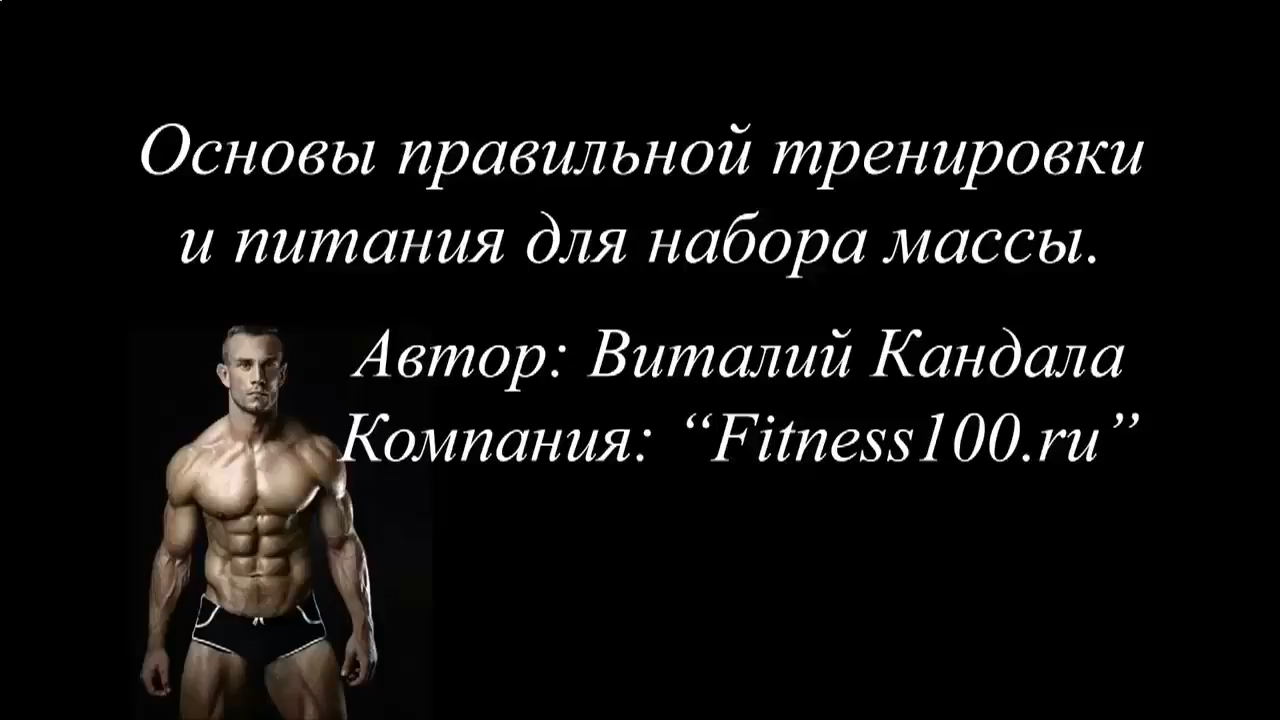 Основы правильной тренировки
и питания для набора массы.
Автор: Виталий Кандала
Компания: “Fitness100.ru”